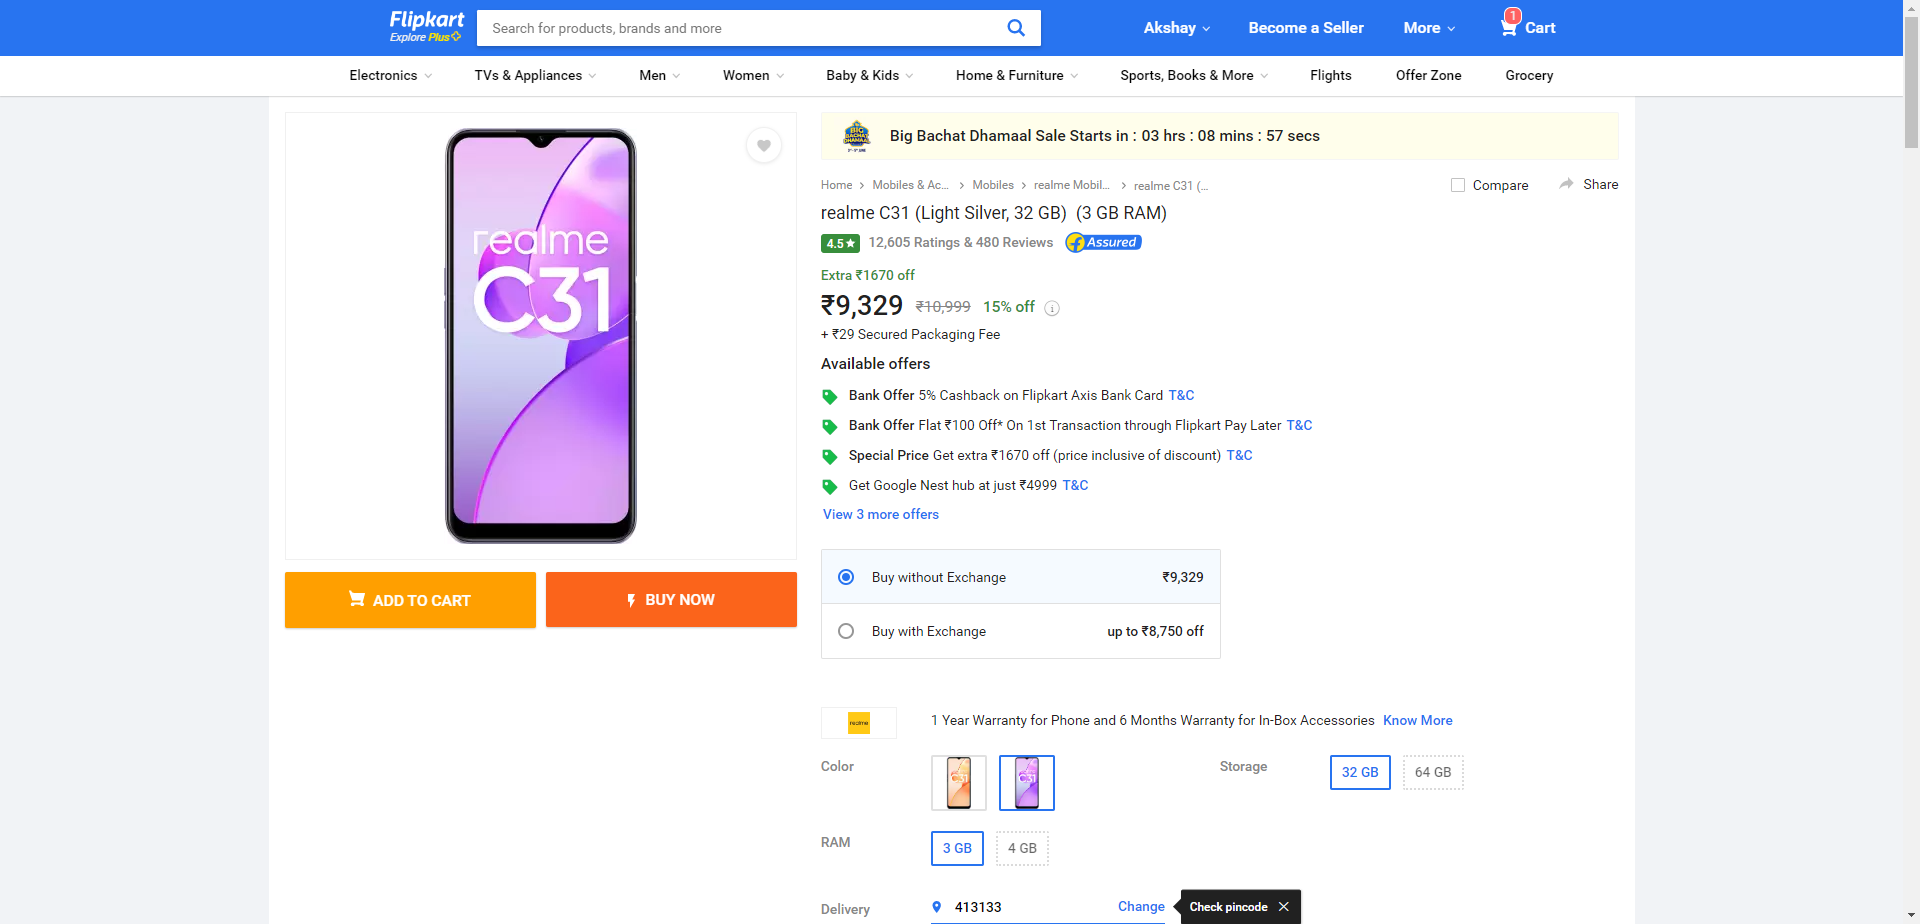 Flipkart
Explore Plus
Search for products, brands and more
Akshay
Become a Seller
More
1
Cart
Electronics
TVs & Appliances
Men
Women
Baby & Kids
Home & Furniture
Sports, Books & More
Flights
Offer Zone
Grocery
realme
C31
ADD TO CART
BUY NOW
BIG BACHAT DHAMAAL
Big Bachat Dhamaal Sale Starts in : 03 hrs : 08 mins : 57 secs
Home
Mobiles & Ac...
Mobiles
realme Mobil...
realme C31 (...
Compare
Share
realme C31 (Light Silver, 32 GB) (3 GB RAM)
4.5★
12,605 Ratings & 480 Reviews
Assured
Extra ₹1670 off
₹9,329 ₹10,999 15% off
+ ₹29 Secured Packaging Fee
Available offers
Bank Offer 5% Cashback on Flipkart Axis Bank Card T&C
Bank Offer Flat ₹100 Off* On 1st Transaction through Flipkart Pay Later T&C
Special Price Get extra ₹1670 off (price inclusive of discount) T&C
Get Google Nest hub at just ₹4999 T&C
View 3 more offers
Buy without Exchange ₹9,329
Buy with Exchange up to ₹8,750 off
realme
1 Year Warranty for Phone and 6 Months Warranty for In-Box Accessories Know More
Color
C31
C31
Storage
32 GB
64 GB
RAM
3 GB
4 GB
Delivery
413133
Change
Check pincode